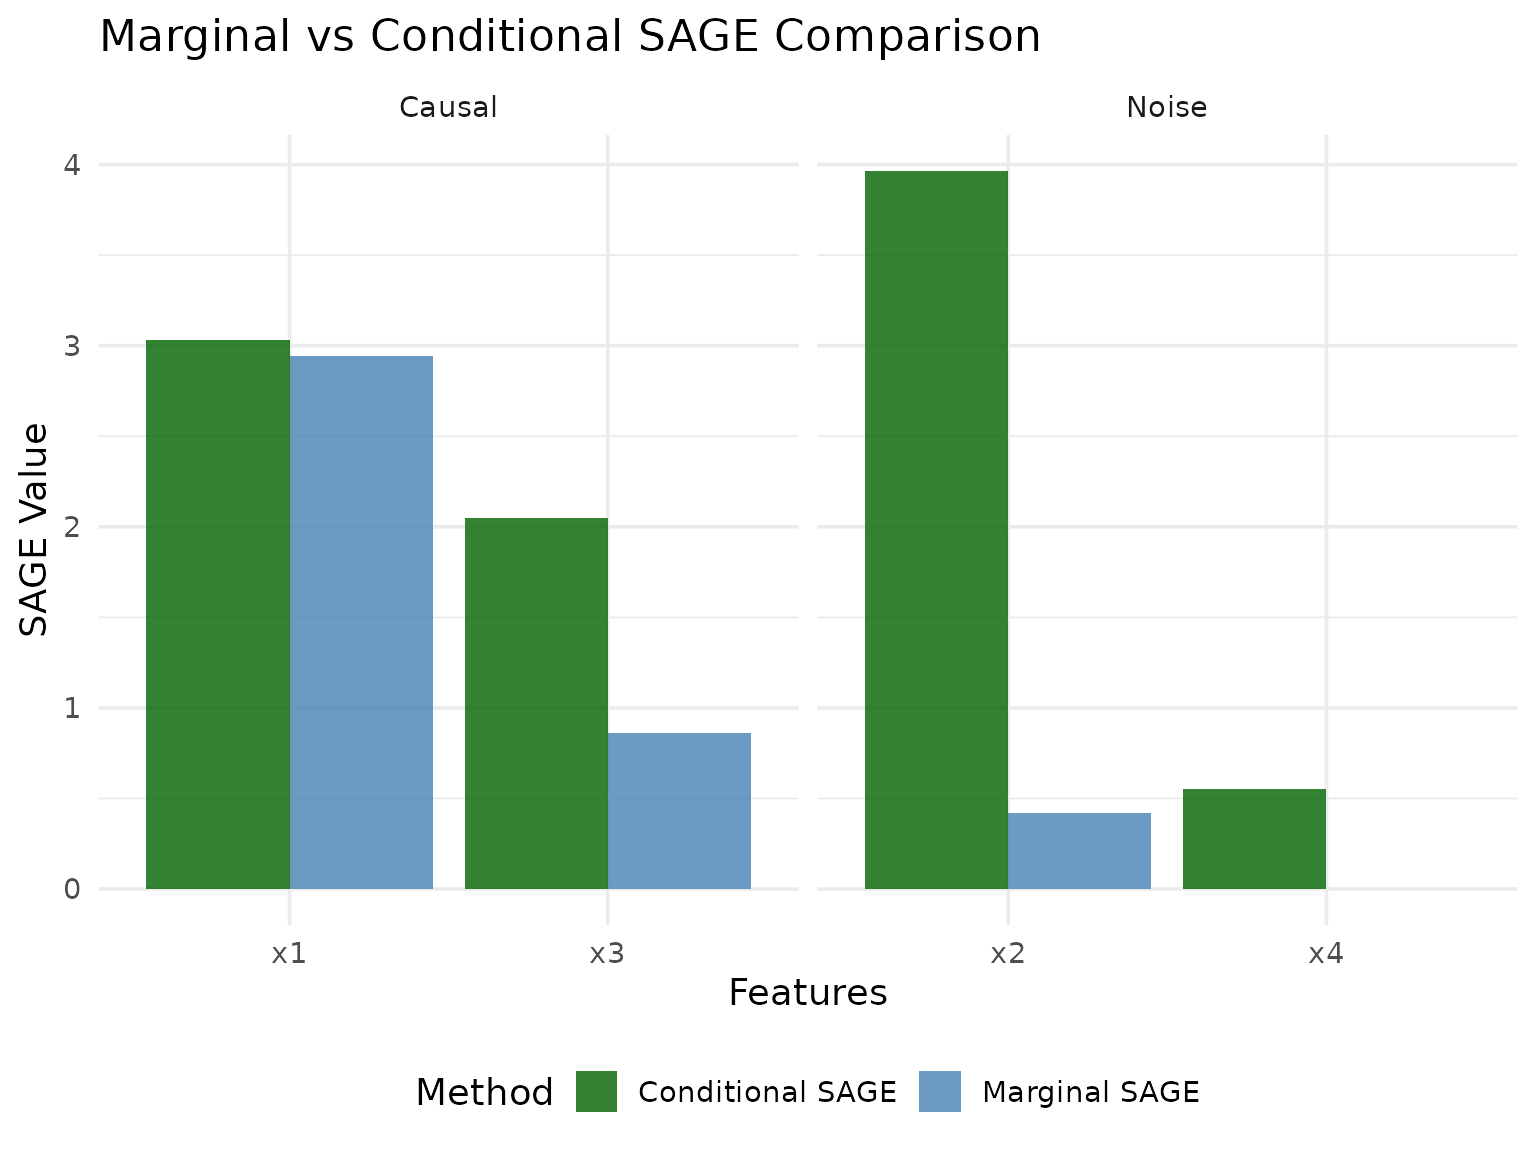 Marginal vs Conditional SAGE Comparison
Causal
Noise
SAGE Value
4
3
2
1
0
x1
x3
x2
x4
Features
Method
Conditional SAGE
Marginal SAGE